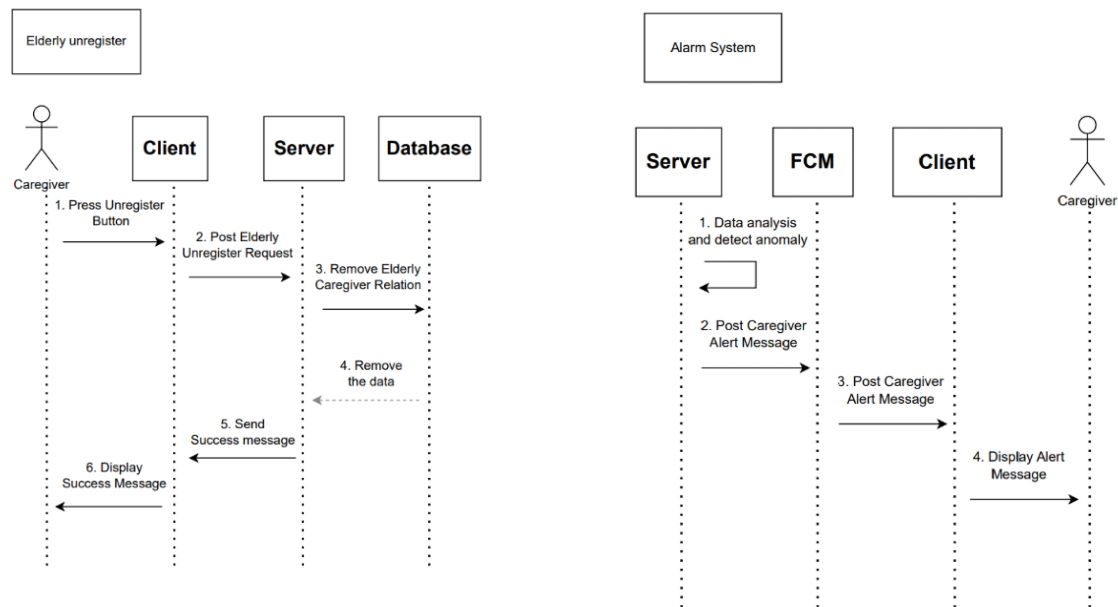 Elderly unregister
Caregiver
Client
Server
Database
1. Press Unregister
Button
2. Post Elderly
Unregister Request
3. Remove Elderly
Caregiver Relation
4. Remove
the data
5. Send
Success message
6. Display
Success Message
Alarm System
Server
FCM
Client
Caregiver
1. Data analysis
and detect anomaly
2. Post Caregiver
Alert Message
3. Post Caregiver
Alert Message
4. Display Alert
Message